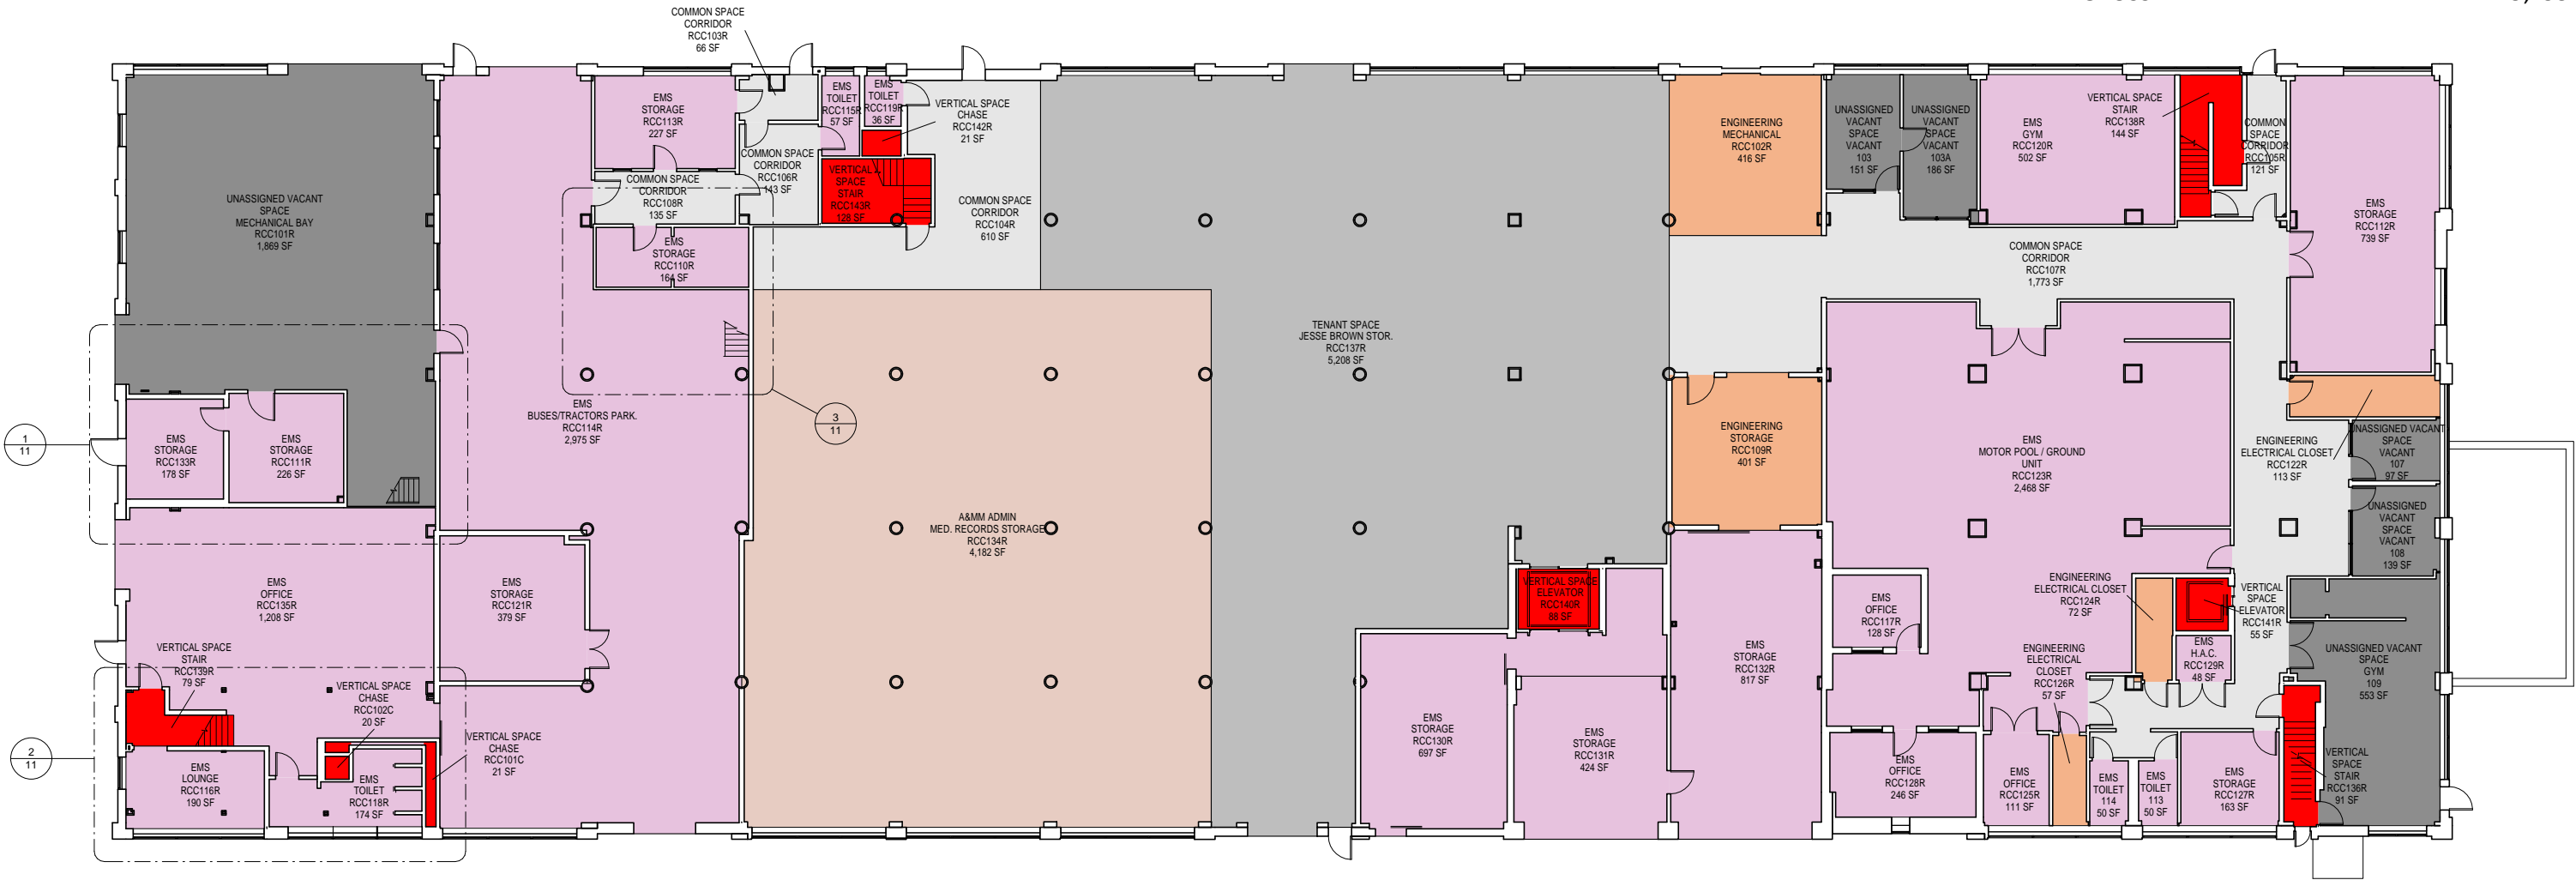 COMMON SPACE
CORRIDOR
RCC103R
66 SF
UNASSIGNED VACANT
SPACE
MECHANICAL BAY
RCC101R
1,869 SF
EMS
STORAGE
RCC113R
227 SF
COMMON SPACE
CORRIDOR
RCC108R
135 SF
EMS
STORAGE
RCC110R
164 SF
COMMON SPACE
CORRIDOR
RCC106R
143 SF
EMS
TOILET
RCC115R
57 SF
EMS
TOILET
RCC119R
36 SF
VERTICAL SPACE
CHASE
RCC142R
21 SF
VERTICAL
SPACE
STAIR
RCC143R
128 SF
COMMON SPACE
CORRIDOR
RCC104R
610 SF
TENANT SPACE
JESSE BROWN STOR.
RCC137R
5,208 SF
ENGINEERING
MECHANICAL
RCC102R
416 SF
UNASSIGNED
VACANT
SPACE
VACANT
103
151 SF
UNASSIGNED
VACANT
SPACE
VACANT
103A
186 SF
EMS
GYM
RCC120R
502 SF
VERTICAL SPACE
STAIR
RCC138R
144 SF
COMMON
SPACE
CORRIDOR
RCC105R
121 SF
EMS
STORAGE
RCC112R
739 SF
COMMON SPACE
CORRIDOR
RCC107R
1,773 SF
1
11
EMS
STORAGE
RCC133R
178 SF
EMS
STORAGE
RCC111R
226 SF
EMS
BUSES/TRACTORS PARK.
RCC114R
2,975 SF
3
11
A&MM ADMIN
MED. RECORDS STORAGE
RCC134R
4,182 SF
ENGINEERING
STORAGE
RCC109R
401 SF
EMS
MOTOR POOL / GROUND
UNIT
RCC123R
2,468 SF
ENGINEERING
ELECTRICAL CLOSET
RCC122R
113 SF
UNASSIGNED VACANT
SPACE
VACANT
107
97 SF
UNASSIGNED
VACANT
SPACE
VACANT
108
139 SF
EMS
OFFICE
RCC135R
1,208 SF
EMS
STORAGE
RCC121R
379 SF
VERTICAL SPACE
STAIR
RCC139R
79 SF
VERTICAL SPACE
CHASE
RCC102C
20 SF
VERTICAL SPACE
CHASE
RCC101C
21 SF
2
11
EMS
LOUNGE
RCC116R
190 SF
EMS
TOILET
RCC118R
174 SF
VERTICAL SPACE
ELEVATOR
RCC140R
88 SF
EMS
STORAGE
RCC130R
697 SF
EMS
STORAGE
RCC131R
424 SF
EMS
STORAGE
RCC132R
817 SF
EMS
OFFICE
RCC117R
128 SF
EMS
OFFICE
RCC128R
246 SF
ENGINEERING
ELECTRICAL CLOSET
RCC124R
72 SF
ENGINEERING
ELECTRICAL
CLOSET
RCC126R
57 SF
VERTICAL
SPACE
ELEVATOR
RCC141R
55 SF
EMS
H.A.C.
RCC129R
48 SF
UNASSIGNED VACANT
SPACE
GYM
109
553 SF
EMS
OFFICE
RCC125R
111 SF
EMS
TOILET
114
50 SF
EMS
TOILET
113
50 SF
EMS
STORAGE
RCC127R
163 SF
VERTICAL
SPACE
STAIR
RCC136R
91 SF